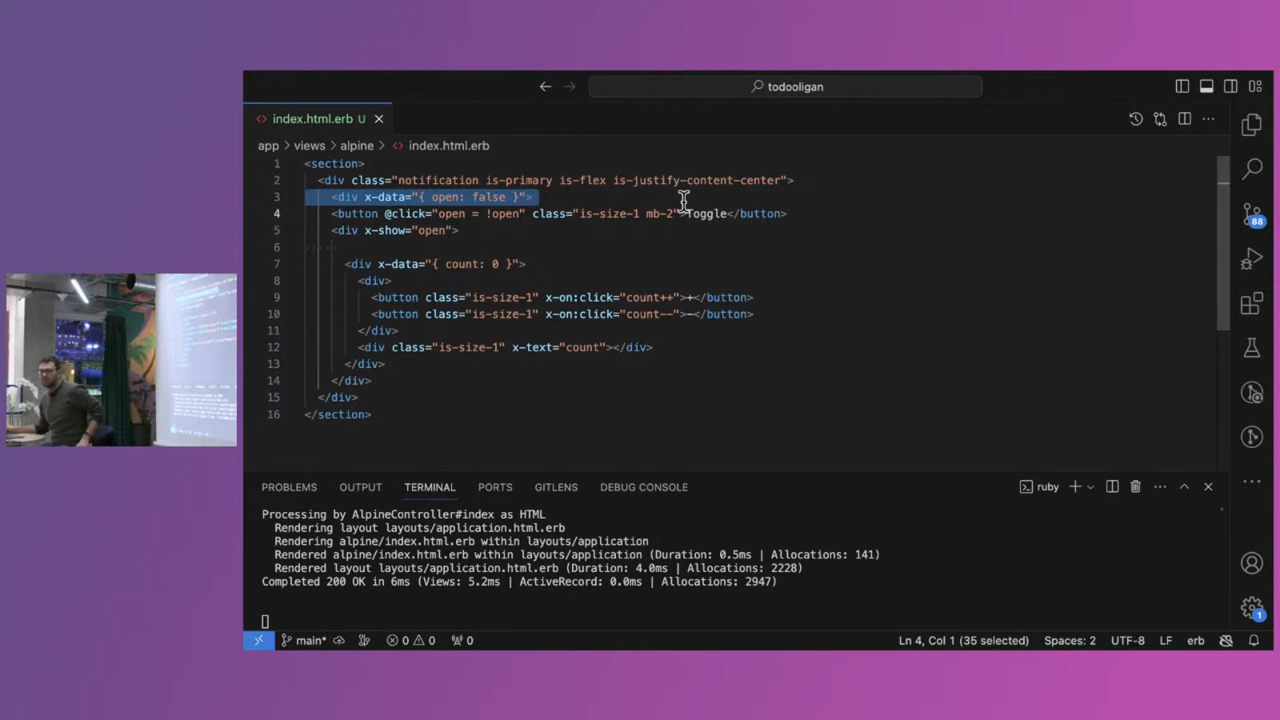 todooligan
index.html.erb U
app > views > alpine > index.html.erb
1 <section>
2 <div class="notification is-primary is-flex is-justify-content-center">
3 <div x-data="{ open: false }">
4 <button @click="open = !open" class="is-size-1 mb-2">Toggle</button>
5 <div x-show="open">
6
7 <div x-data="{ count: 0 }">
8 <div>
9 <button class="is-size-1" x-on:click="count++">+</button>
10 <button class="is-size-1" x-on:click="count--">-</button>
11 </div>
12 <div class="is-size-1" x-text="count"></div>
13 </div>
14 </div>
15 </div>
16 </section>
88
PROBLEMS OUTPUT TERMINAL PORTS GITLENS DEBUG CONSOLE
ruby
Processing by AlpineController#index as HTML
Rendering layout layouts/application.html.erb
Rendering alpine/index.html.erb within layouts/application
Rendered alpine/index.html.erb within layouts/application (Duration: 0.5ms | Allocations: 141)
Rendered layout layouts/application.html.erb (Duration: 4.0ms | Allocations: 2228)
Completed 200 OK in 6ms (Views: 5.2ms | ActiveRecord: 0.0ms | Allocations: 2947)
1
main* 0 0 0 Ln 4, Col 1 (35 selected) Spaces: 2 UTF-8 LF erb